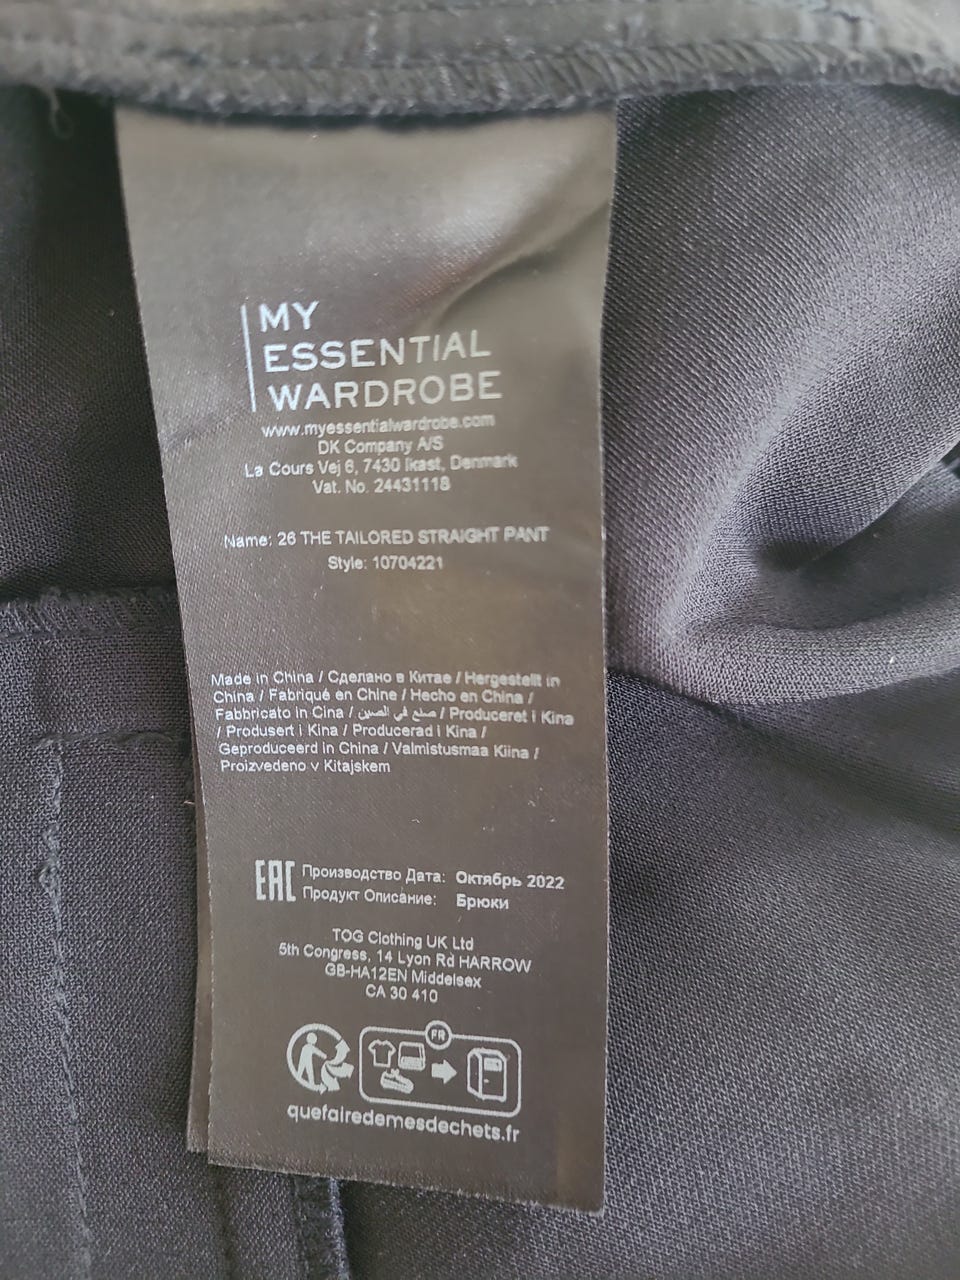 MY
ESSENTIAL
WARDROBE
www.myessentialwardrobe.com
DK Company A/S
La Cours Vej 6, 7430 Ikast, Denmark
Vat. No. 24431118
Name: 26 THE TAILORED STRAIGHT PANT
Style: 10704221
Made in China / Сделано в Китае / Hergestellt in
China / Fabriqué en Chine / Hecho en China /
Fabbricato in Cina / صنع في الصين / Produceret i Kina
/ Produsert i Kina / Producerad i Kina /
Geproduceerd in China / Valmistusmaa Kiina /
Proizvedeno v Kitajskem
EAC Производство Дата: Октябрь 2022
Продукт Описание: Брюки
TOG Clothing UK Ltd
5th Congress, 14 Lyon Rd HARROW
GB-HA12EN Middelsex
CA 30 410
FR
quefairedemesdechets.fr